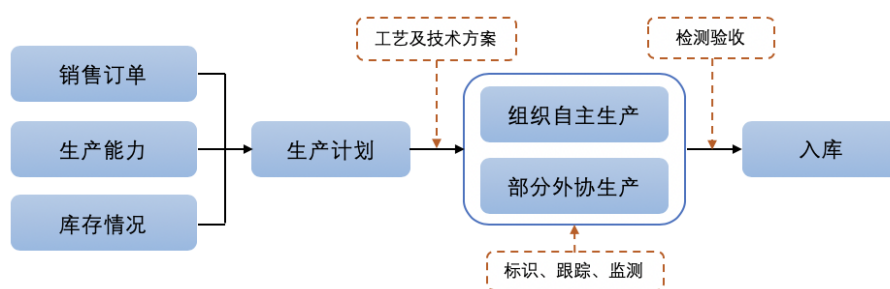 工艺及技术方案
检测验收
销售订单
生产能力
库存情况
生产计划
组织自主生产
部分外协生产
入库
标识、跟踪、监测